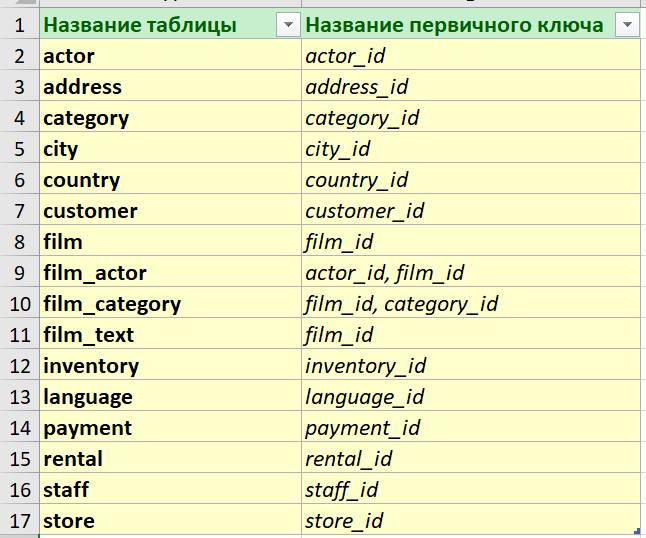 1 Название таблицы Название первичного ключа
2 actor actor_id
3 address address_id
4 category category_id
5 city city_id
6 country country_id
7 customer customer_id
8 film film_id
9 film_actor actor_id, film_id
10 film_category film_id, category_id
11 film_text film_id
12 inventory inventory_id
13 language language_id
14 payment payment_id
15 rental rental_id
16 staff staff_id
17 store store_id